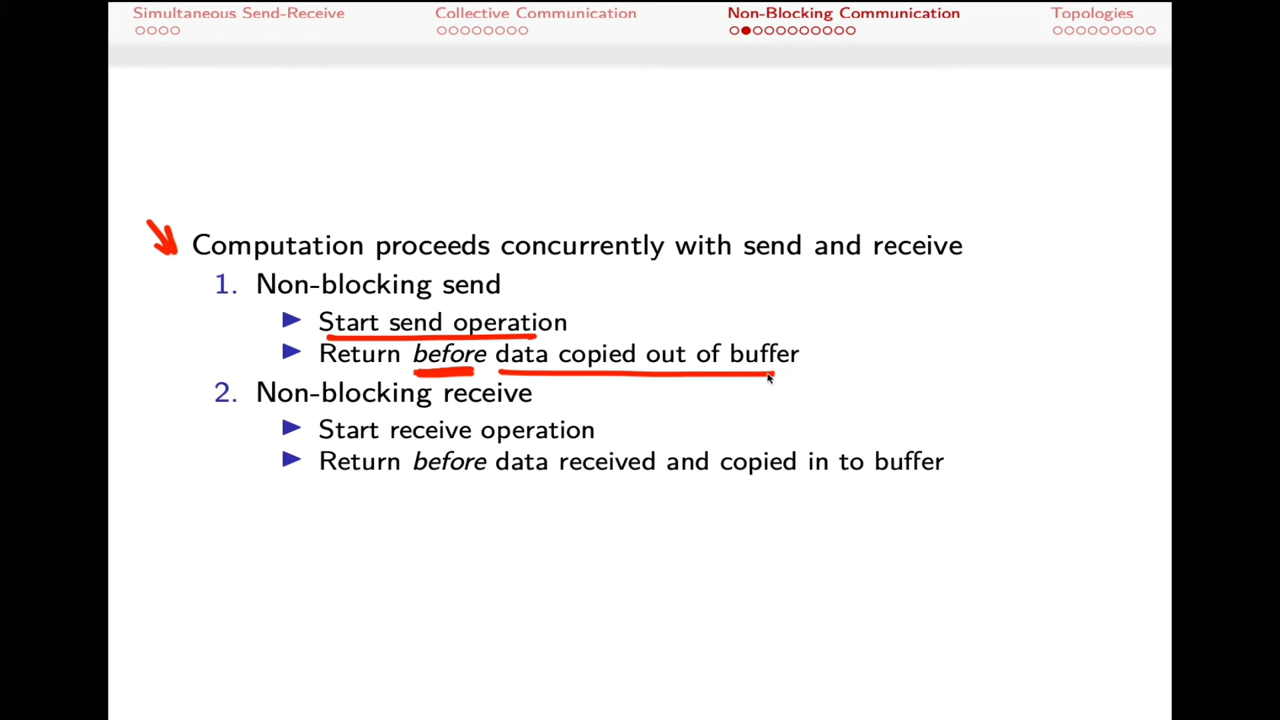 Simultaneous Send-Receive Collective Communication Non-Blocking Communication Topologies
Computation proceeds concurrently with send and receive
1. Non-blocking send
Start send operation
Return before data copied out of buffer
2. Non-blocking receive
Start receive operation
Return before data received and copied in to buffer